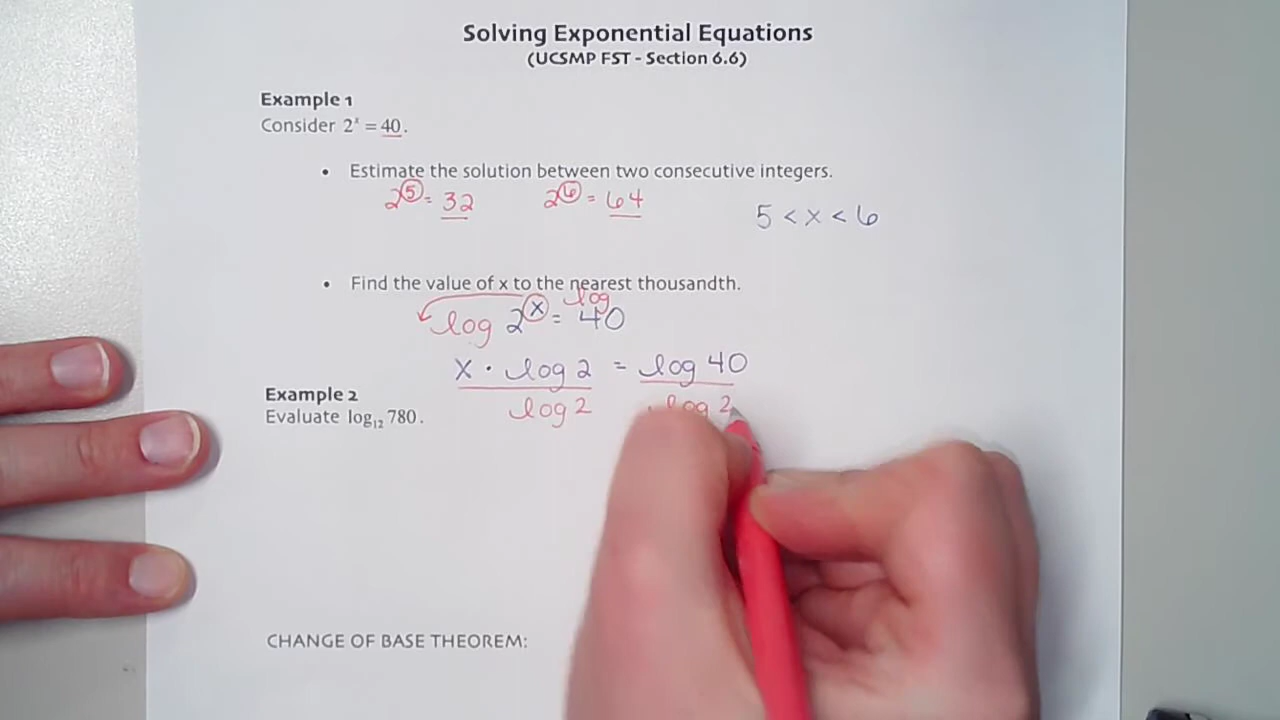 Solving Exponential Equations
(UCSMP FST - Section 6.6)
Example 1
Consider 2ˣ = 40.
• Estimate the solution between two consecutive integers.
2⁵ = 32 2⁶ = 64 5 < x < 6
• Find the value of x to the nearest thousandth.
log 2ˣ = log 40
x · log 2 = log 40
log 2 log 2
Example 2
Evaluate log₁₂ 780.
CHANGE OF BASE THEOREM: